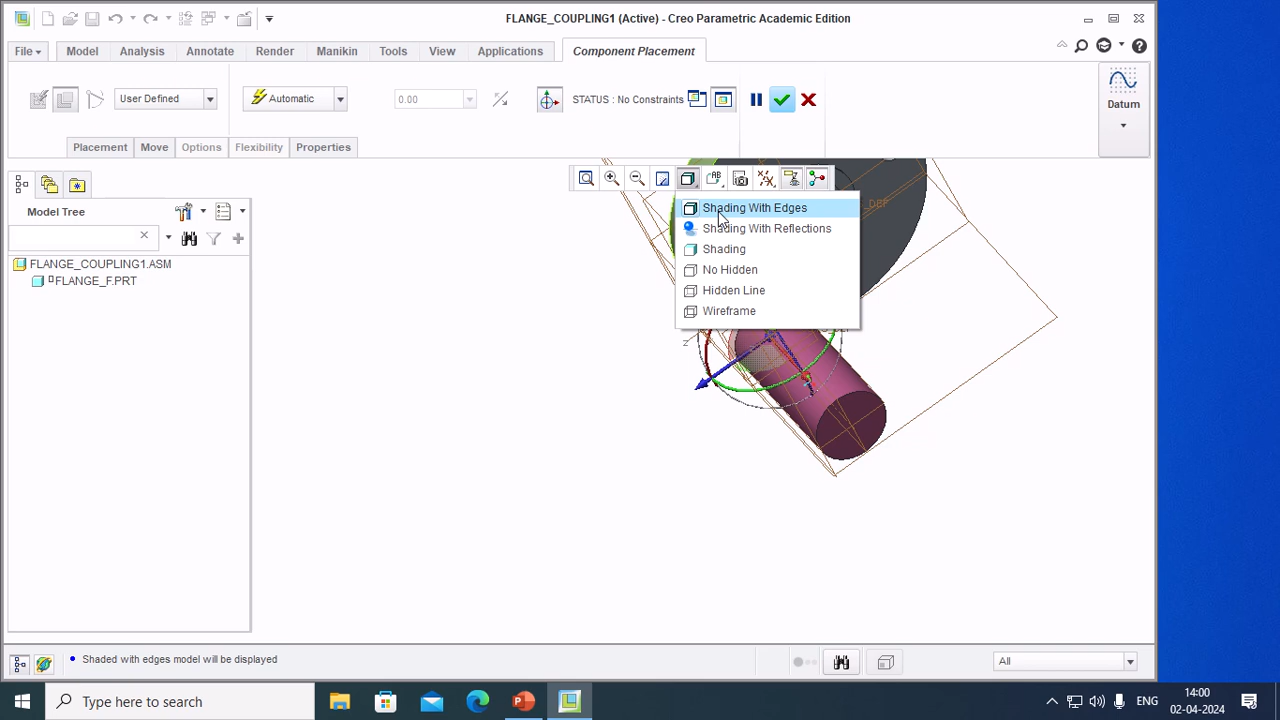 FLANGE_COUPLING1 (Active) - Creo Parametric Academic Edition
File Model Analysis Annotate Render Manikin Tools View Applications Component Placement
User Defined Automatic 0.00 STATUS : No Constraints
Datum
Placement Move Options Flexibility Properties
Model Tree
Shading With Edges
Shading With Reflections
Shading
No Hidden
Hidden Line
Wireframe
_DEF
FLANGE_COUPLING1.ASM
FLANGE_F.PRT
Z
Shaded with edges model will be displayed
All
Type here to search
ENG
14:00
02-04-2024